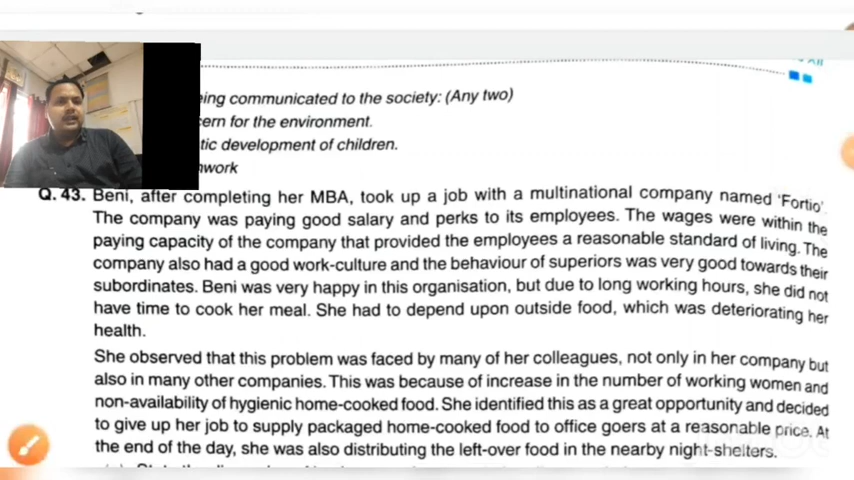 eing communicated to the society: (Any two)
cern for the environment.
tic development of children.
mwork
Q. 43. Beni, after completing her MBA, took up a job with a multinational company named 'Fortio'.
The company was paying good salary and perks to its employees. The wages were within the
paying capacity of the company that provided the employees a reasonable standard of living. The
company also had a good work-culture and the behaviour of superiors was very good towards their
subordinates. Beni was very happy in this organisation, but due to long working hours, she did not
have time to cook her meal. She had to depend upon outside food, which was deteriorating her
health.
She observed that this problem was faced by many of her colleagues, not only in her company but
also in many other companies. This was because of increase in the number of working women and
non-availability of hygienic home-cooked food. She identified this as a great opportunity and decided
to give up her job to supply packaged home-cooked food to office goers at a reasonable price. At
the end of the day, she was also distributing the left-over food in the nearby night-shelters.